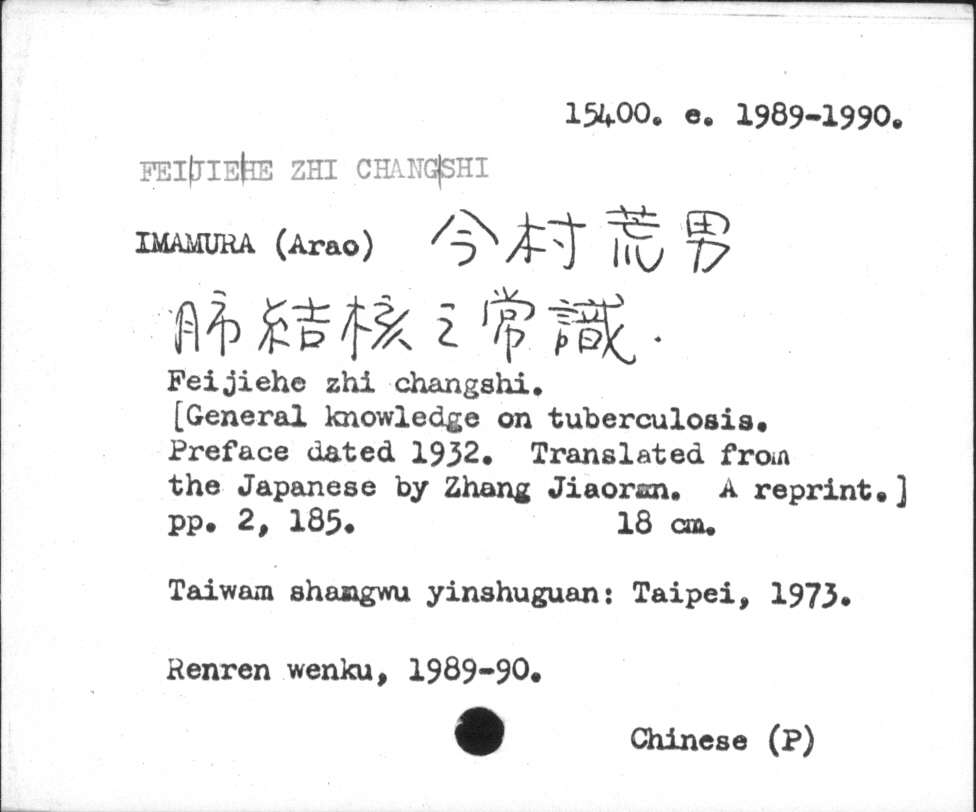 15400. e. 1989-1990.
FEI|JIE|HE ZHI CHANG|SHI
IMAMURA (Arao) 今村荒男
肺結核之常識.
Feijiehe zhi changshi.
[General knowledge on tuberculosis.
Preface dated 1932. Translated from
the Japanese by Zhang Jiaoran. A reprint.]
pp. 2, 185. 18 cm.
Taiwam shangwu yinshuguan: Taipei, 1973.
Renren wenku, 1989-90.
Chinese (P)